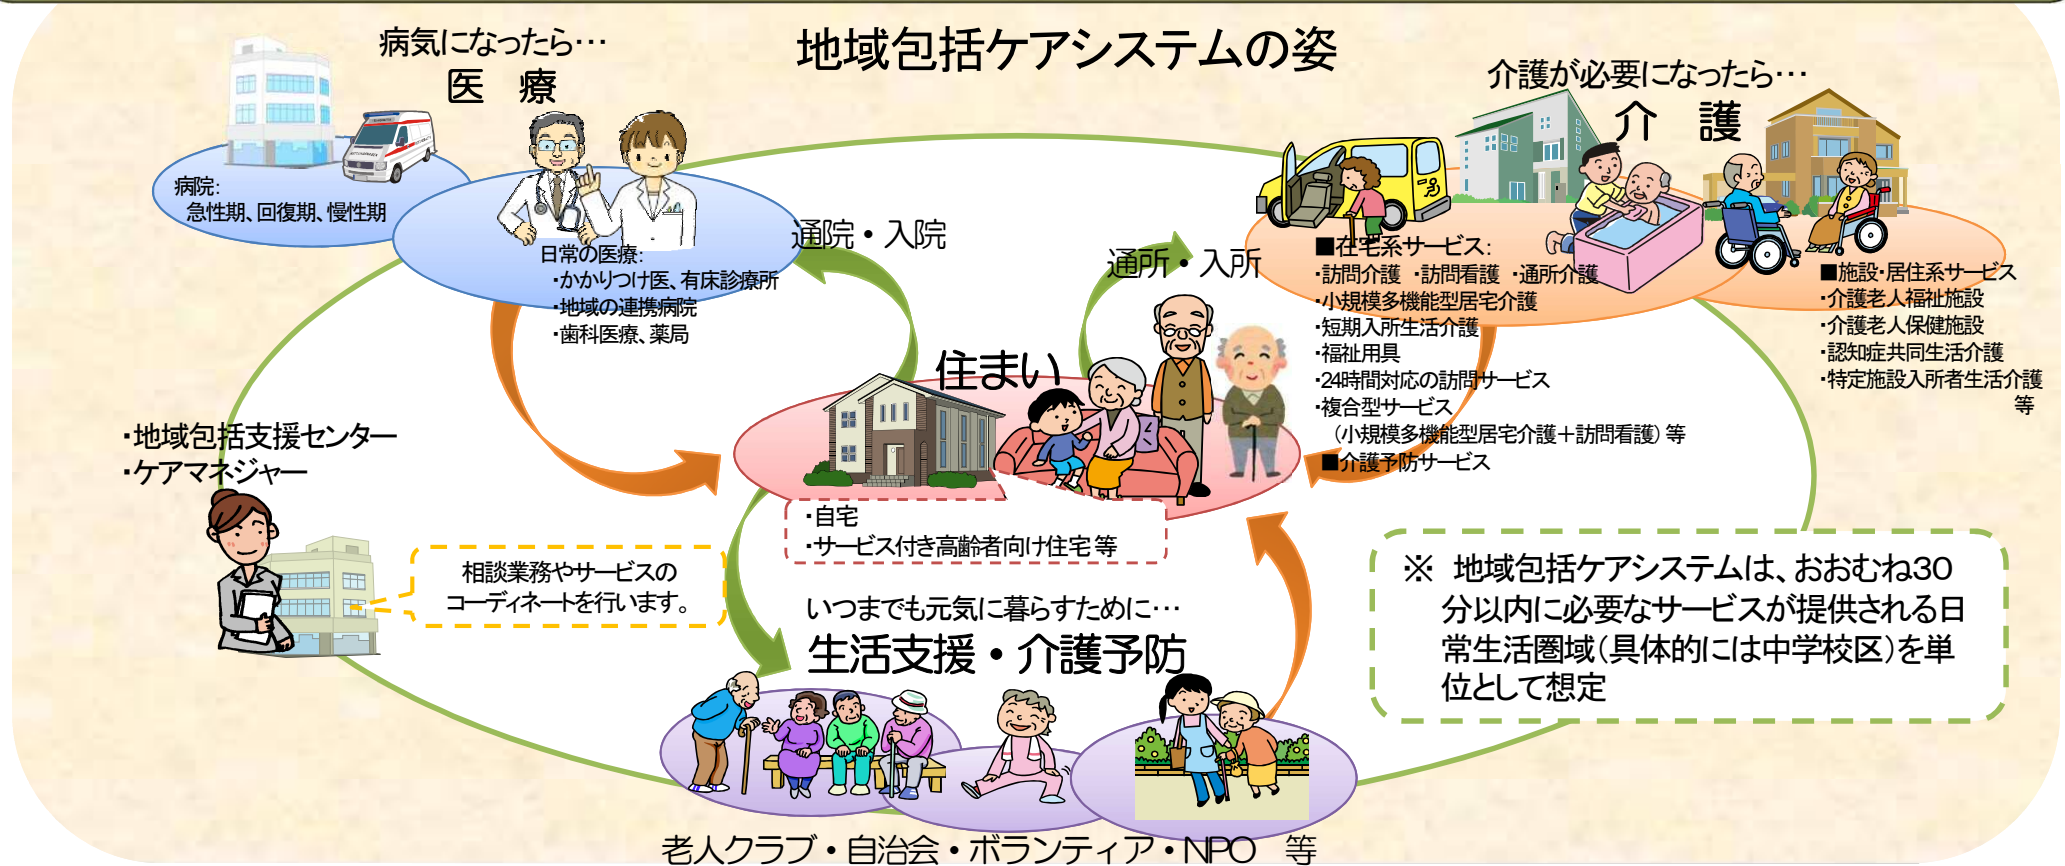 地域包括ケアシステムの姿
病気になったら･･･
医　療
病院:
急性期、回復期、慢性期
日常の医療:
・かかりつけ医、有床診療所
・地域の連携病院
・歯科医療、薬局
通院・入院
通所・入所
介護が必要になったら･･･
介　護
■在宅系サービス:
・訪問介護　・訪問看護　・通所介護
・小規模多機能型居宅介護
・短期入所生活介護
・福祉用具
・24時間対応の訪問サービス
・複合型サービス
（小規模多機能型居宅介護＋訪問看護）等
■介護予防サービス
■施設・居住系サービス
・介護老人福祉施設
・介護老人保健施設
・認知症共同生活介護
・特定施設入所者生活介護
等
住まい
・自宅
・サービス付き高齢者向け住宅 等
・地域包括支援センター
・ケアマネジャー
相談業務やサービスの
コーディネートを行います。
いつまでも元気に暮らすために･･･
生活支援・介護予防
老人クラブ・自治会・ボランティア・NPO　等
※　地域包括ケアシステムは、おおむね30
分以内に必要なサービスが提供される日
常生活圏域（具体的には中学校区）を単
位として想定